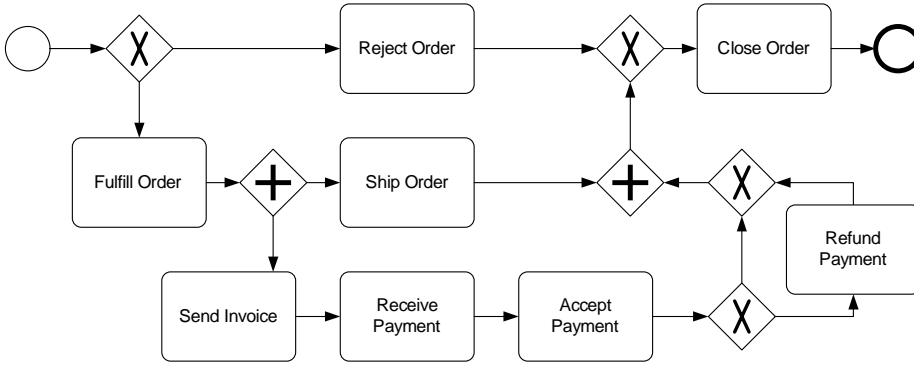 Reject Order
Close Order
Fulfill Order
Ship Order
Refund
Payment
Send Invoice
Receive
Payment
Accept
Payment